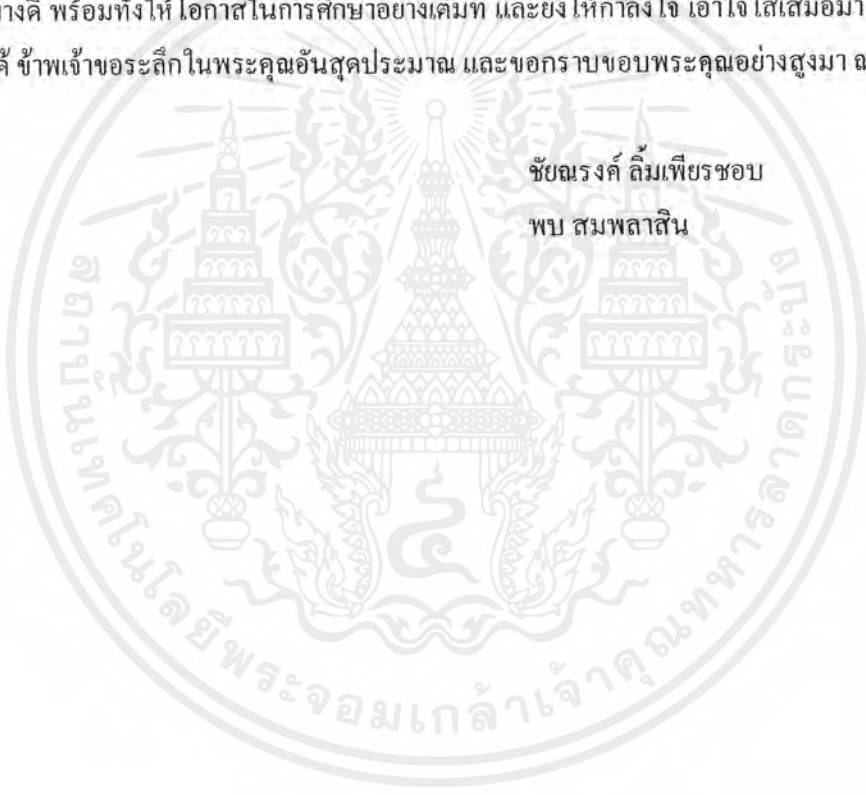 างดี พร้อมทั้งให้โอกาสในการศึกษาอย่างเต็มที่ และยังให้กำลังใจ เอาใจใส่เสมอมา
ข้าพเจ้าขอระลึกในพระคุณอันสุดประมาณ และขอกราบขอบพระคุณอย่างสูงมา ณ
ชัยณรงค์ ลิ้มเพียรชอบ
พบ สมพลาสิน
สถาบันเทคโนโลยีพระจอมเกล้าเจ้าคุณทหารลาดกระบัง